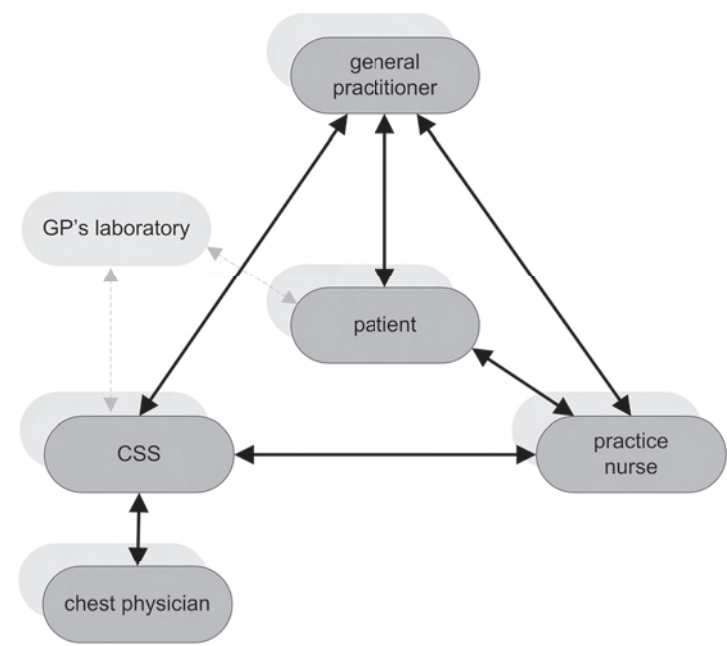 general
practitioner
GP's laboratory
patient
CSS
practice
nurse
chest physician